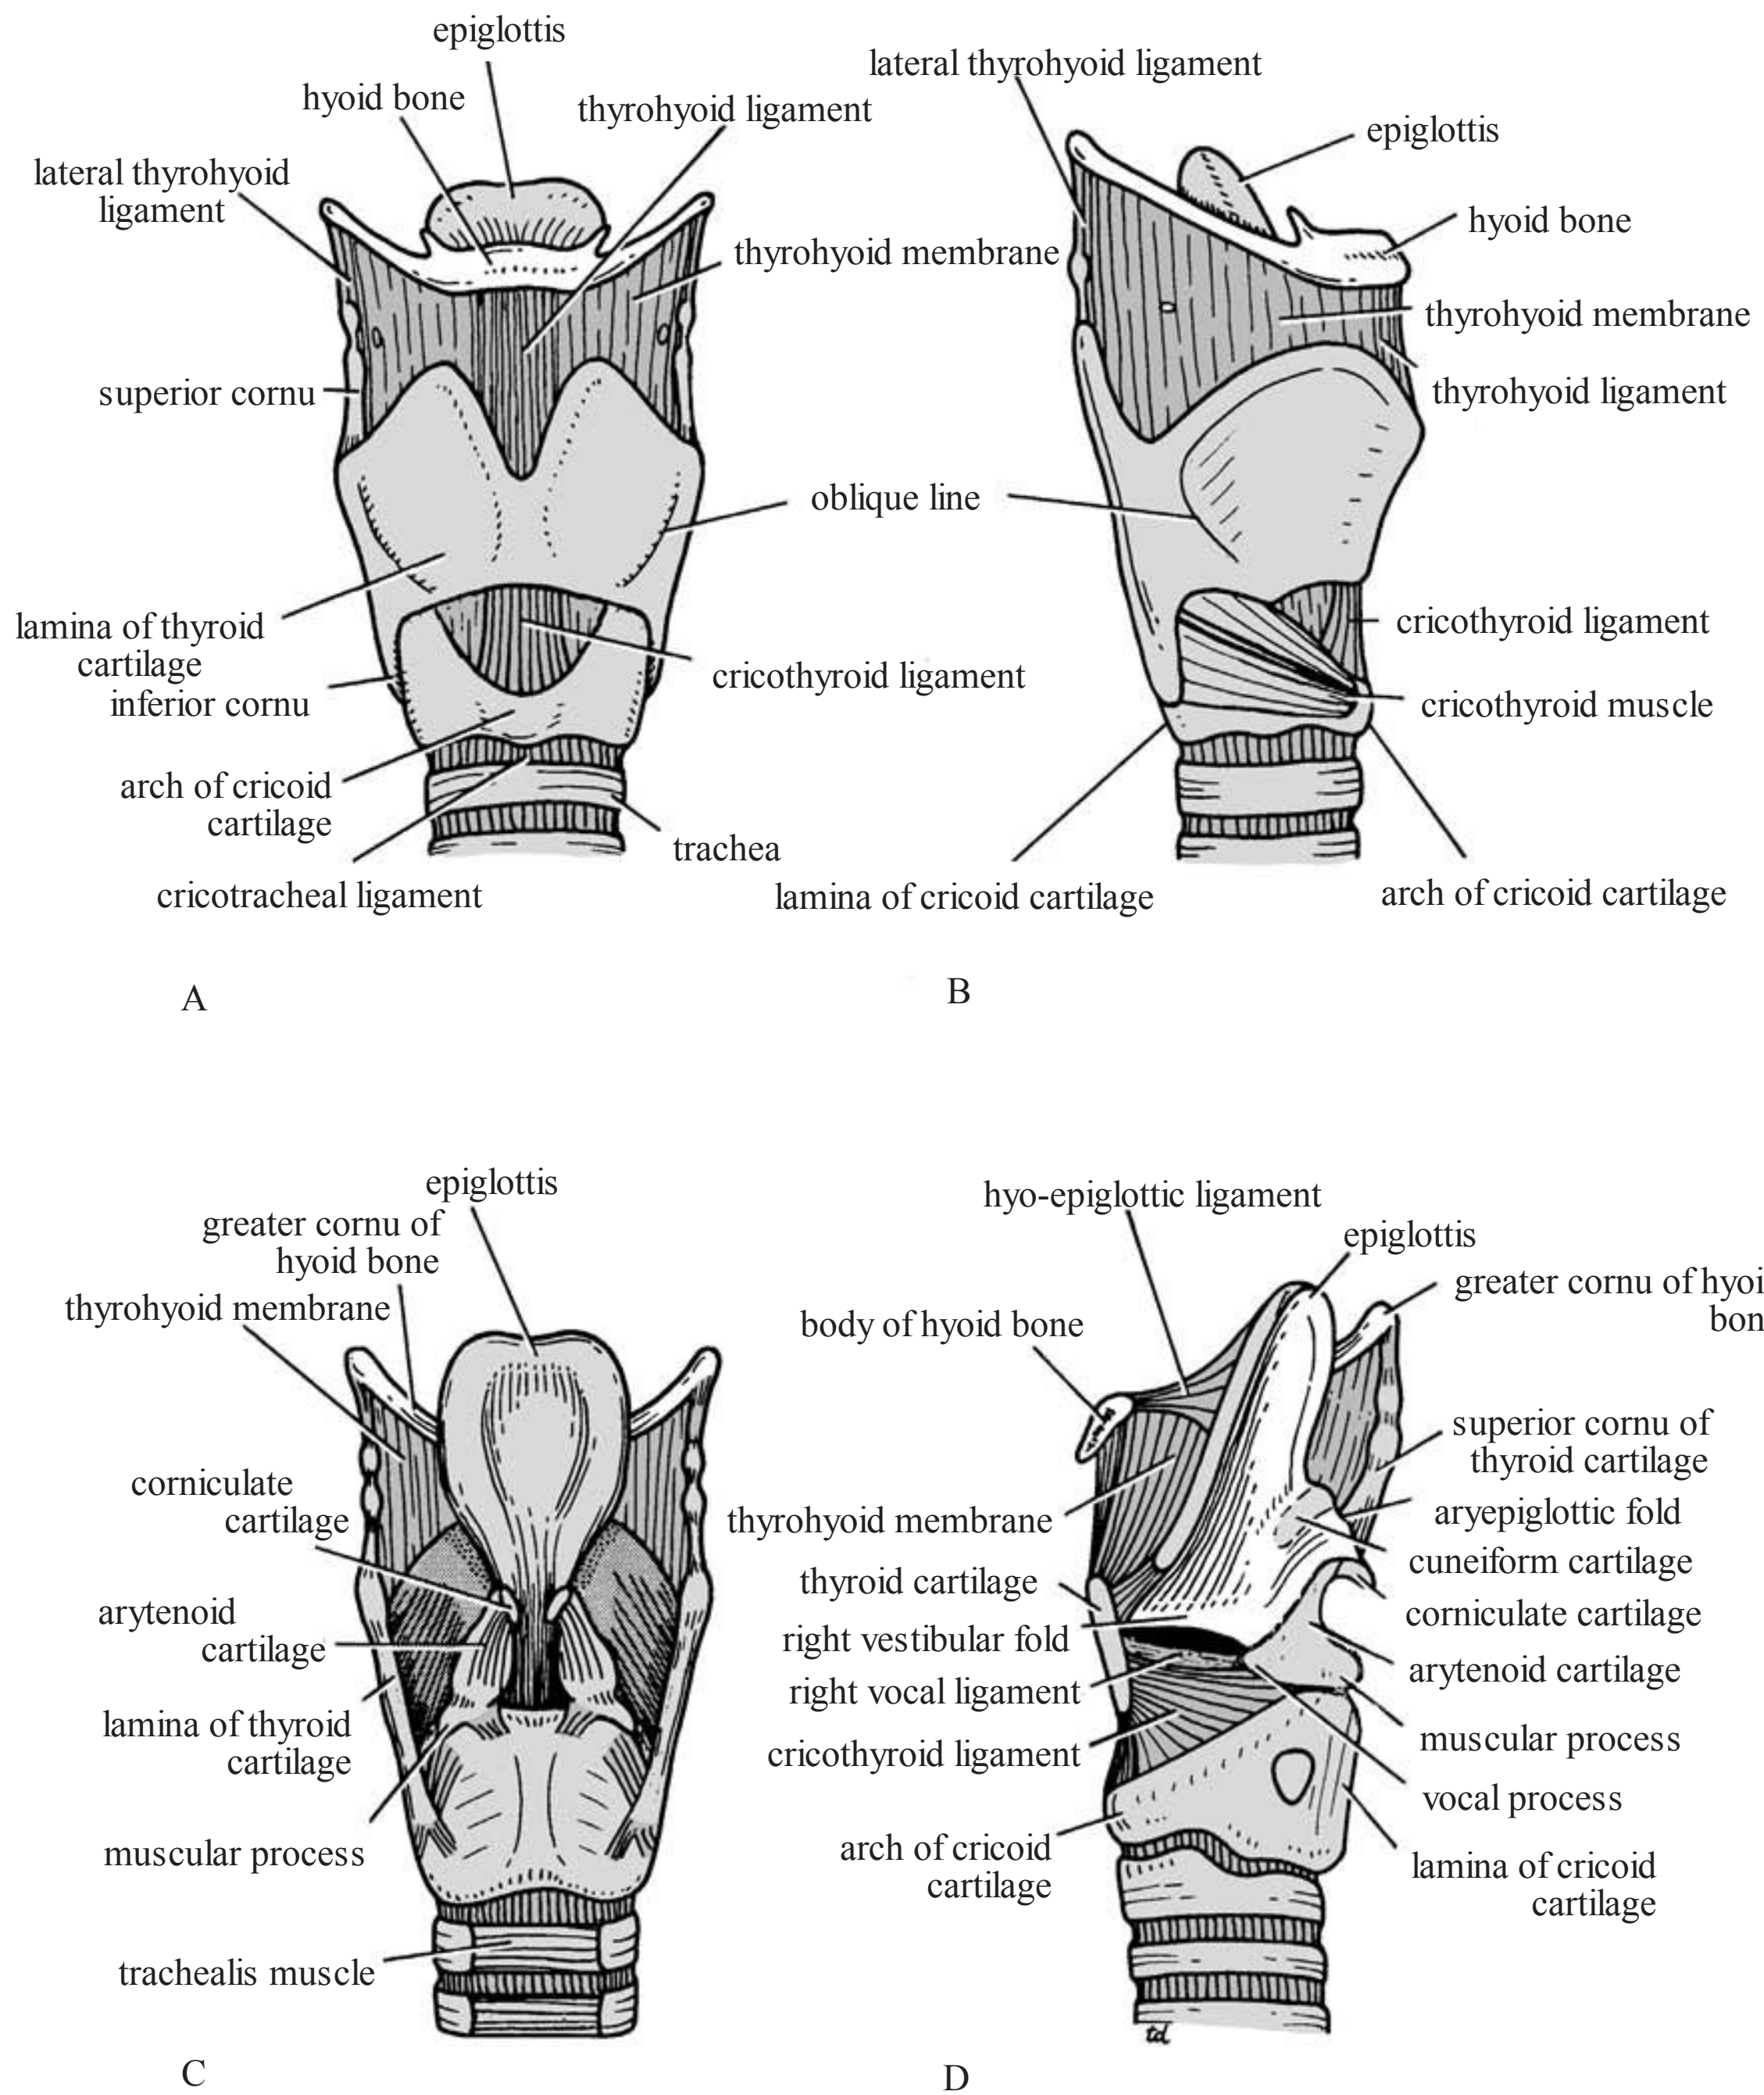 epiglottis
hyoid bone
thyrohyoid ligament
lateral thyrohyoid
ligament
thyrohyoid membrane
superior cornu
oblique line
lamina of thyroid
cartilage
inferior cornu
cricothyroid ligament
arch of cricoid
cartilage
trachea
cricotracheal ligament
A
lateral thyrohyoid ligament
epiglottis
hyoid bone
thyrohyoid membrane
thyrohyoid ligament
cricothyroid ligament
cricothyroid muscle
lamina of cricoid cartilage
arch of cricoid cartilage
B
epiglottis
greater cornu of
hyoid bone
thyrohyoid membrane
corniculate
cartilage
arytenoid
cartilage
lamina of thyroid
cartilage
muscular process
trachealis muscle
C
hyo-epiglottic ligament
epiglottis
greater cornu of hyoi
bon
body of hyoid bone
superior cornu of
thyroid cartilage
thyrohyoid membrane
aryepiglottic fold
cuneiform cartilage
thyroid cartilage
corniculate cartilage
right vestibular fold
arytenoid cartilage
right vocal ligament
muscular process
cricothyroid ligament
vocal process
arch of cricoid
cartilage
lamina of cricoid
cartilage
td
D